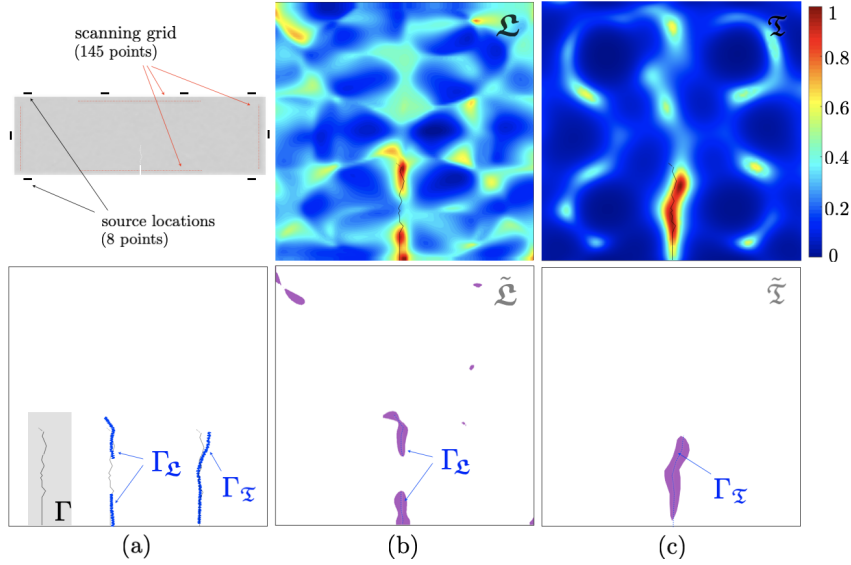 scanning grid
(145 points)
source locations
(8 points)
𝔏
𝔗
1
0.8
0.6
0.4
0.2
0
Γ
Γ𝔏
Γ𝔗
𝔏̃
Γ𝔏
𝔗̃
Γ𝔗
(a)
(b)
(c)